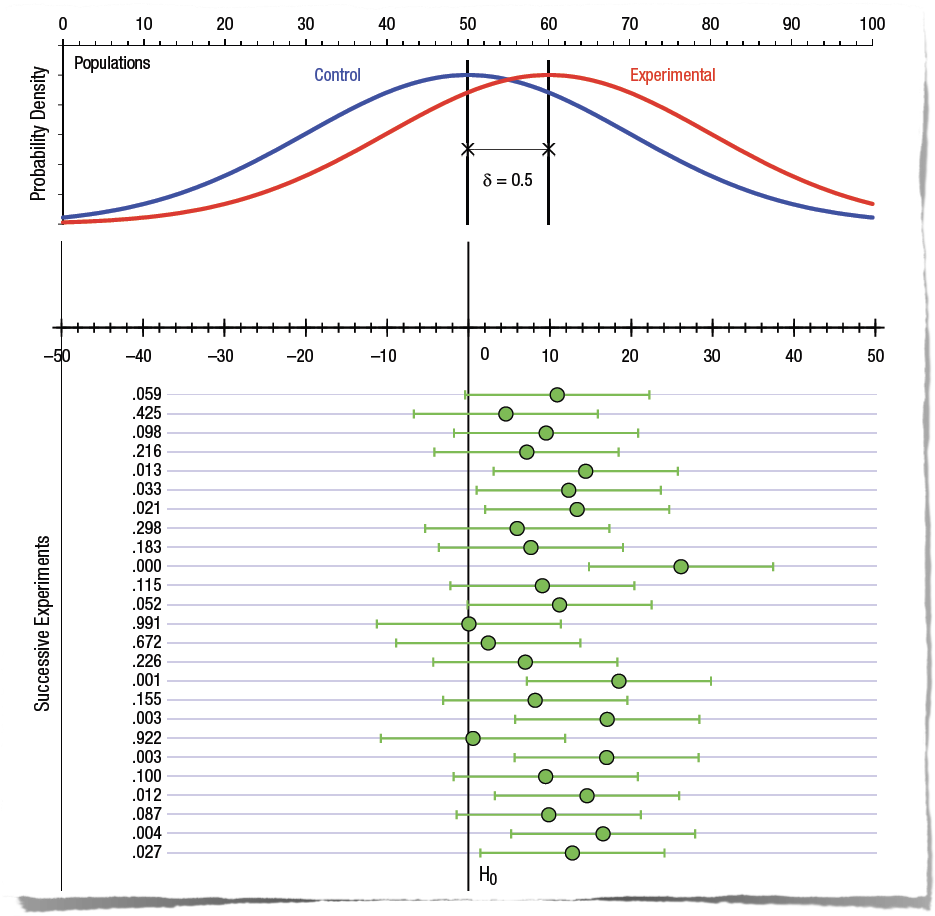 0 10 20 30 40 50 60 70 80 90 100
Populations
Control
Experimental
Probability Density
δ = 0.5
–50 –40 –30 –20 –10 0 10 20 30 40 50
Successive Experiments
.059
.425
.098
.216
.013
.033
.021
.298
.183
.000
.115
.052
.991
.672
.226
.001
.155
.003
.922
.003
.100
.012
.087
.004
.027
H0